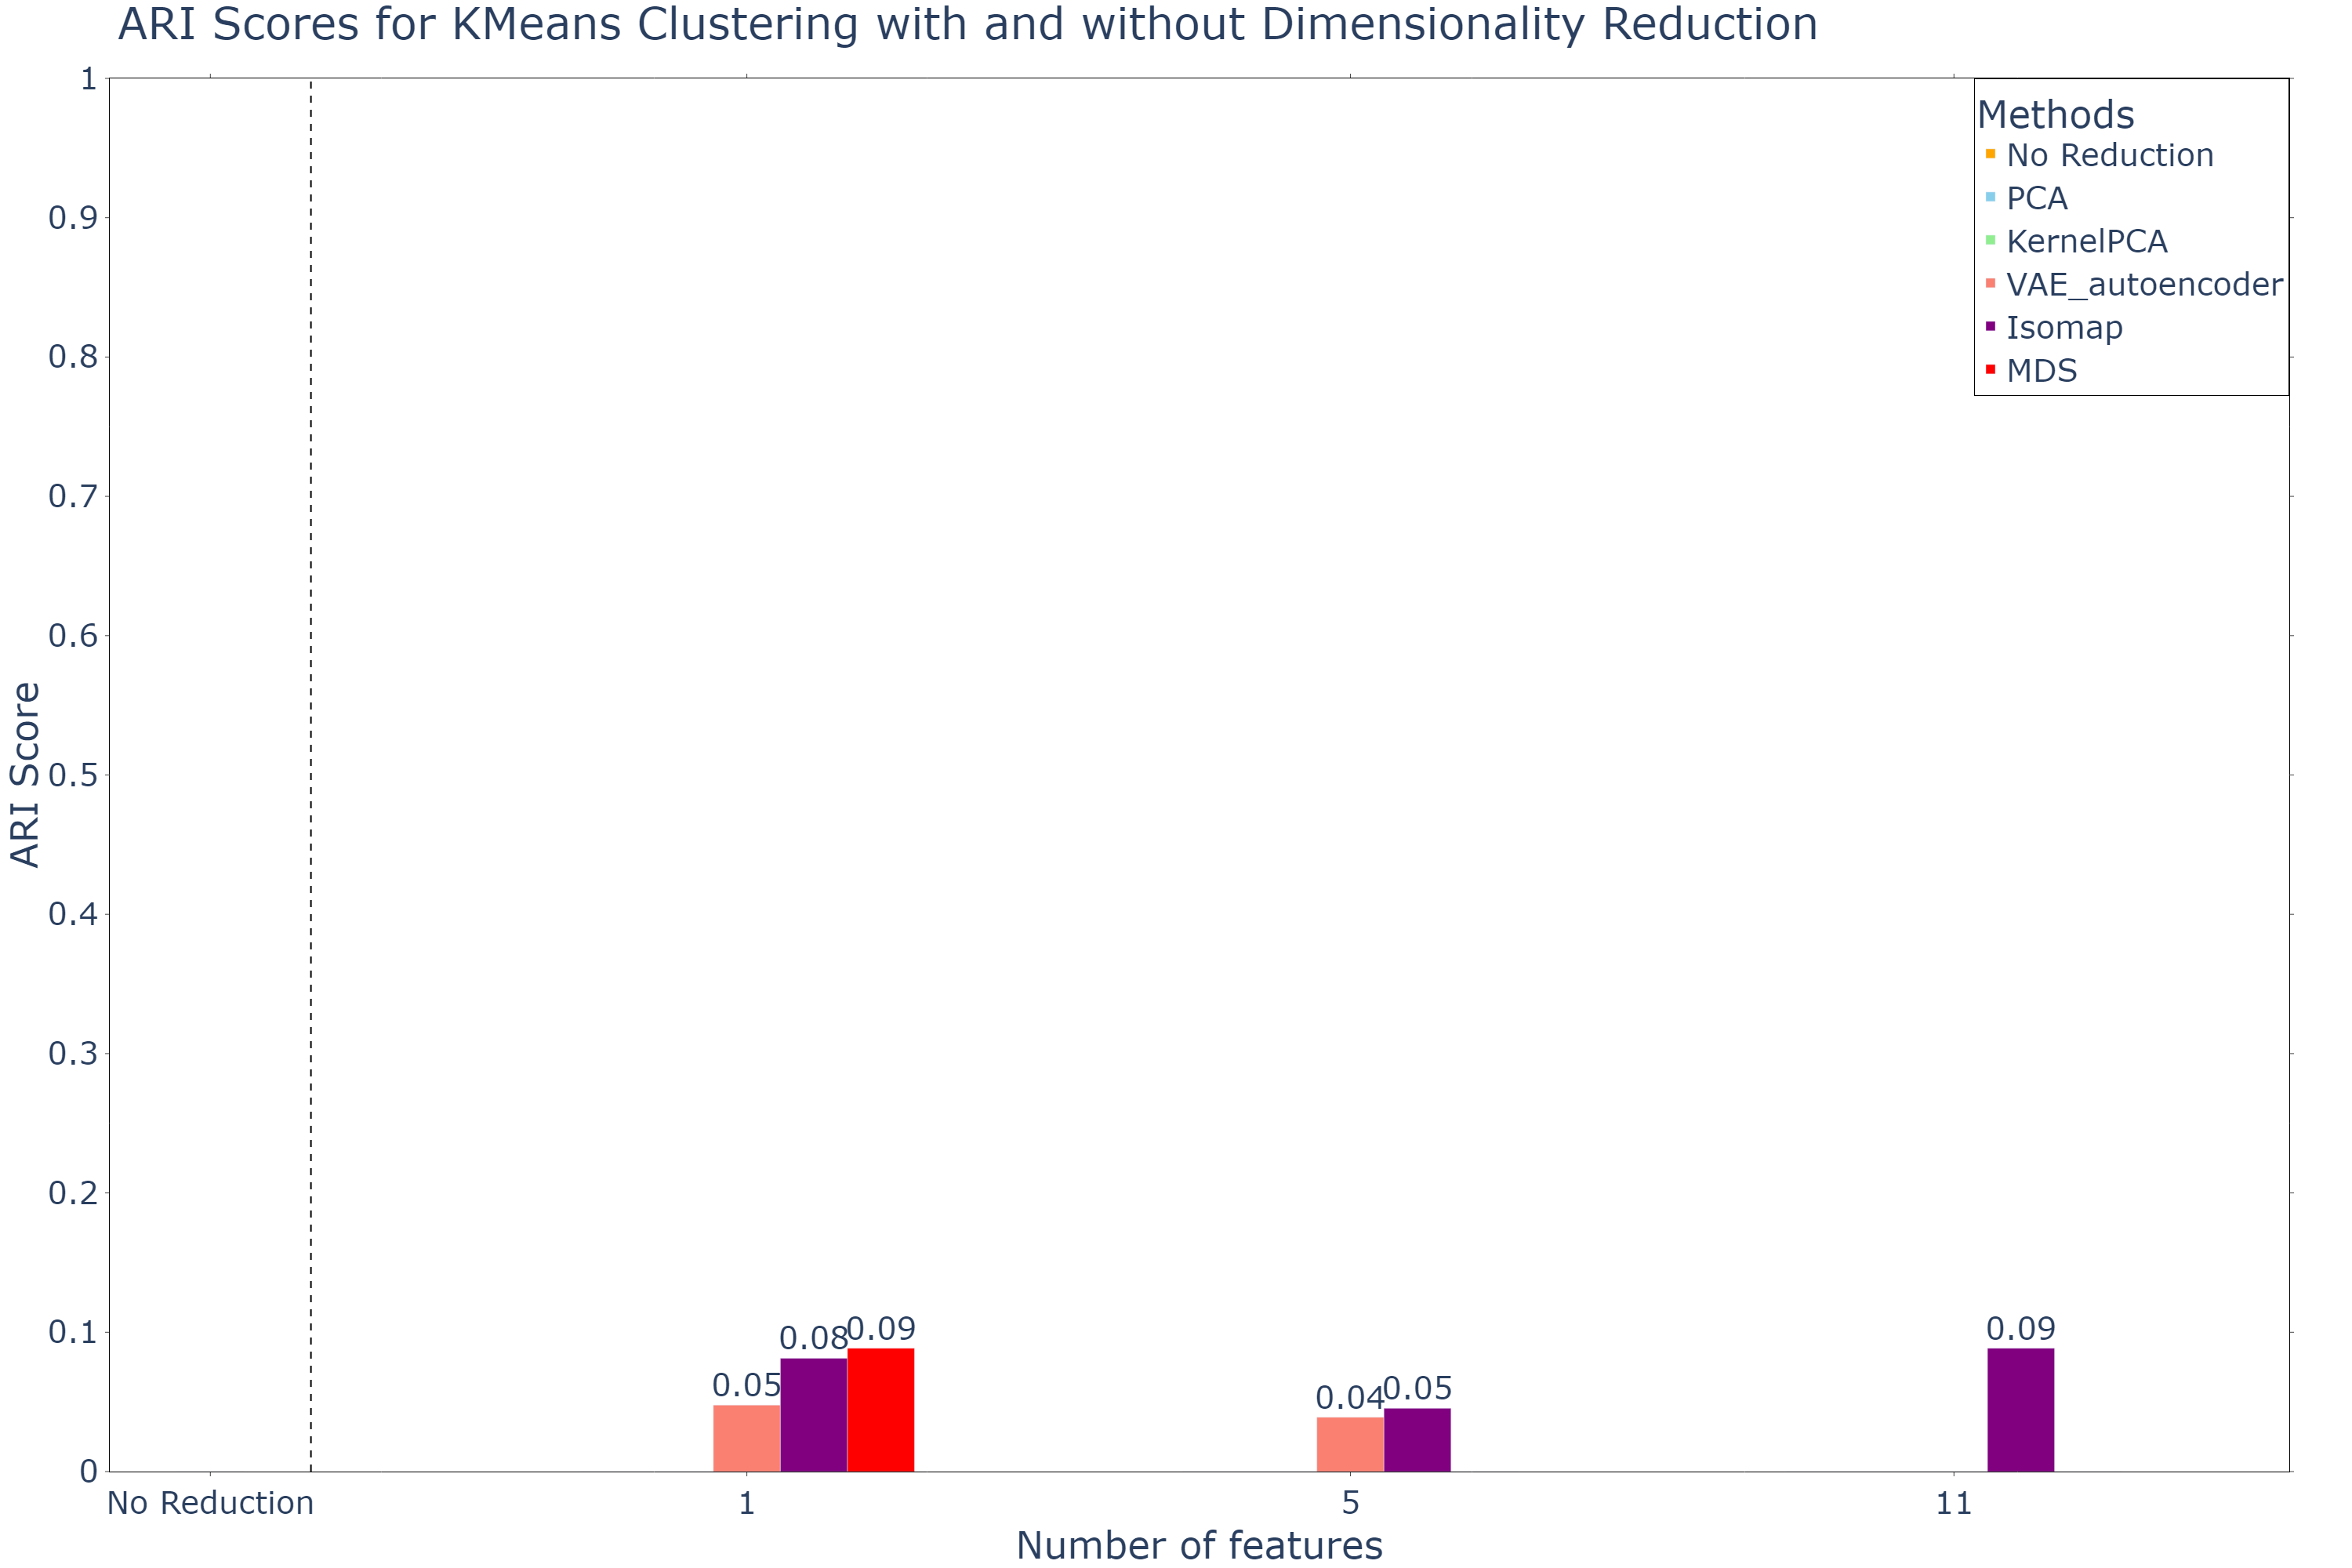 ARI Scores for KMeans Clustering with and without Dimensionality Reduction
Methods
No Reduction
PCA
KernelPCA
VAE_autoencoder
Isomap
MDS
ARI Score
1
0.9
0.8
0.7
0.6
0.5
0.4
0.3
0.2
0.1
0
0.05
0.08
0.09
0.04
0.05
0.09
No Reduction
1
5
11
Number of features